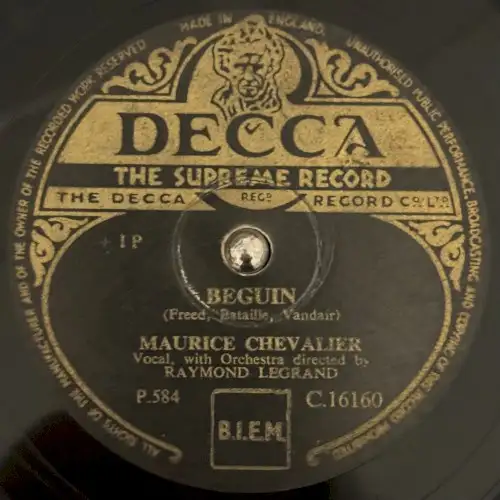 MADE IN ENGLAND.
UNAUTHORISED PUBLIC PERFORMANCE, BROADCASTING AND COPYING OF THIS RECORD PROHIBITED
ALL RIGHTS OF THE MANUFACTURER AND OF THE OWNER OF THE RECORDED WORK RESERVED
DECCA
THE SUPREME RECORD
THE DECCA REGD RECORD CO. LTD.
+ 1 P
BEGUIN
(Freed, Bataille, Vandair)
MAURICE CHEVALIER
Vocal, with Orchestra directed by
RAYMOND LEGRAND
P.584 B.I.E.M. C.16160